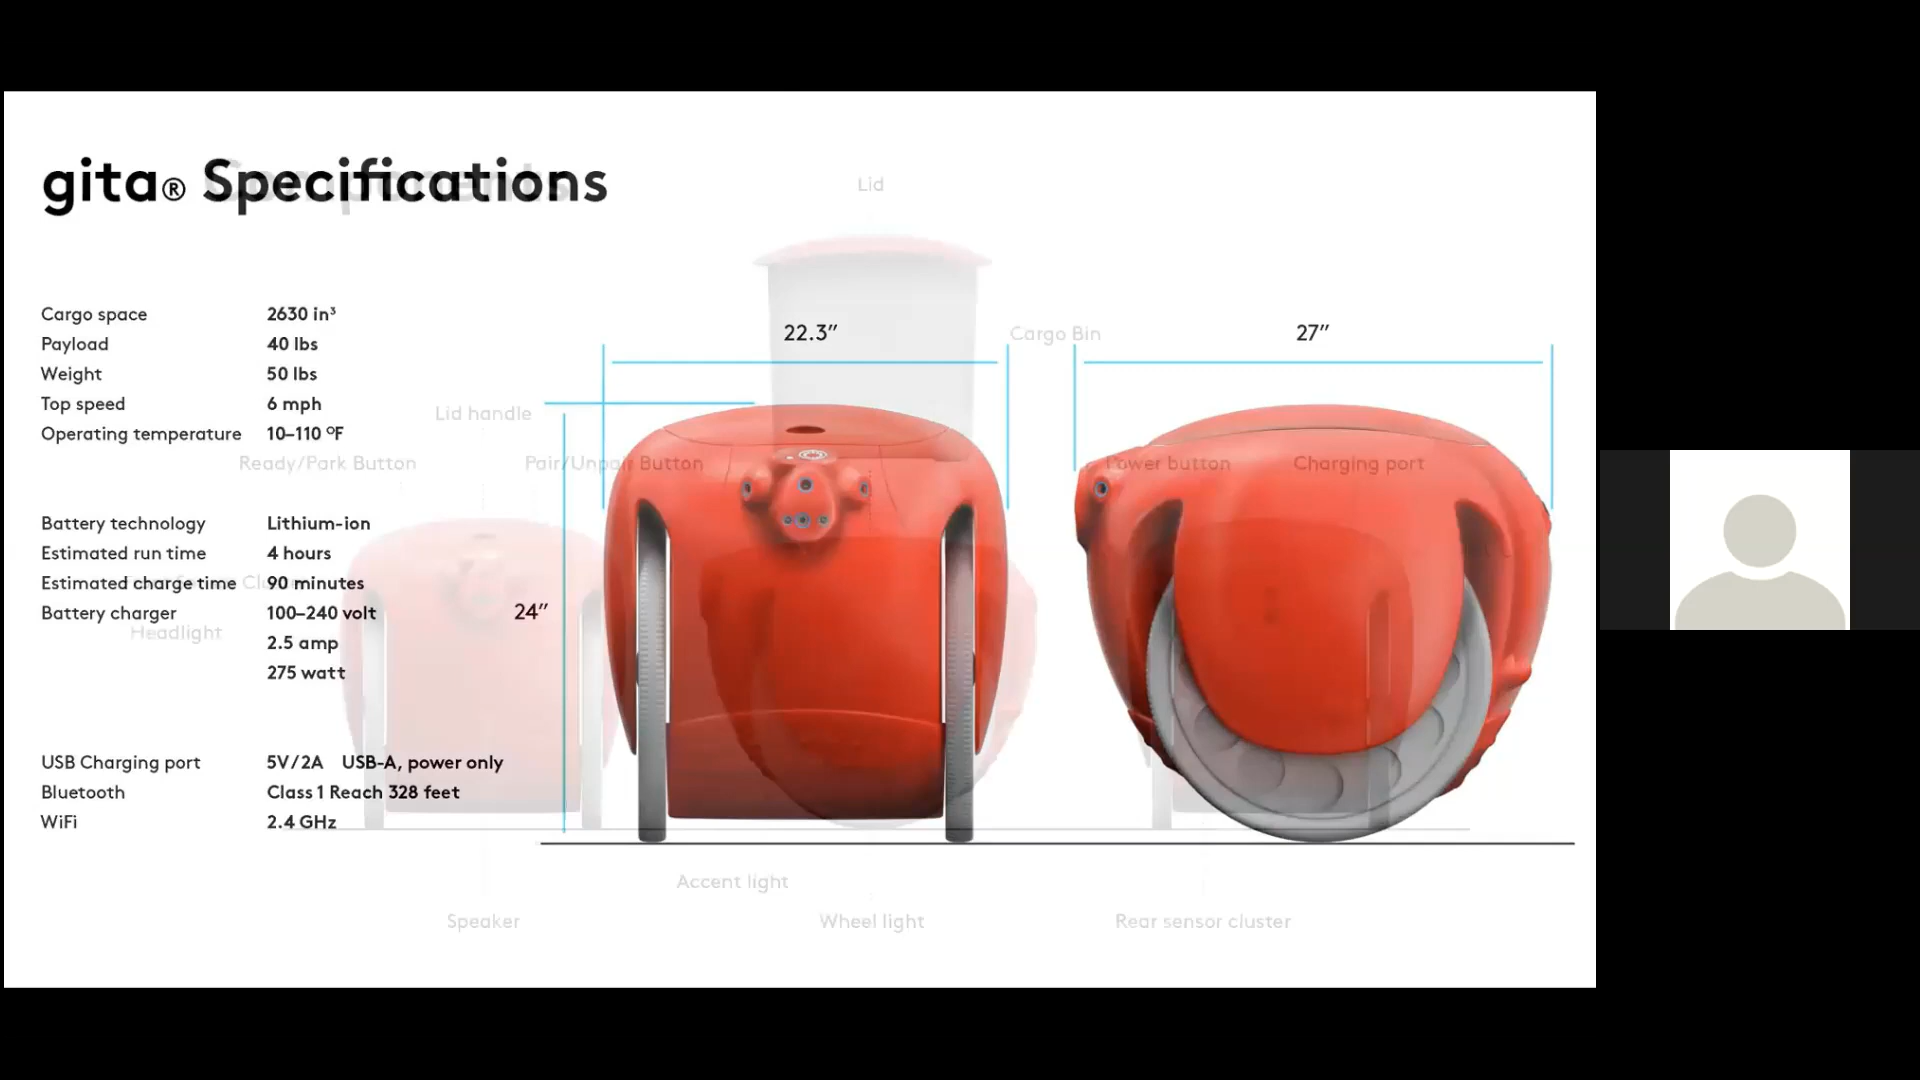 gita® Specifications
Components
Lid
Cargo space 2630 in³
Payload 40 lbs
Weight 50 lbs
Top speed 6 mph
Operating temperature 10–110 °F
22.3”
Cargo Bin
27”
Lid handle
Ready/Park Button
Pair/Unpair Button
Power button
Charging port
Battery technology Lithium-ion
Estimated run time 4 hours
Estimated charge time 90 minutes
Battery charger 100–240 volt
2.5 amp
275 watt
24”
Headlight
USB Charging port 5V/2A USB-A, power only
Bluetooth Class 1 Reach 328 feet
WiFi 2.4 GHz
Accent light
Speaker
Wheel light
Rear sensor cluster